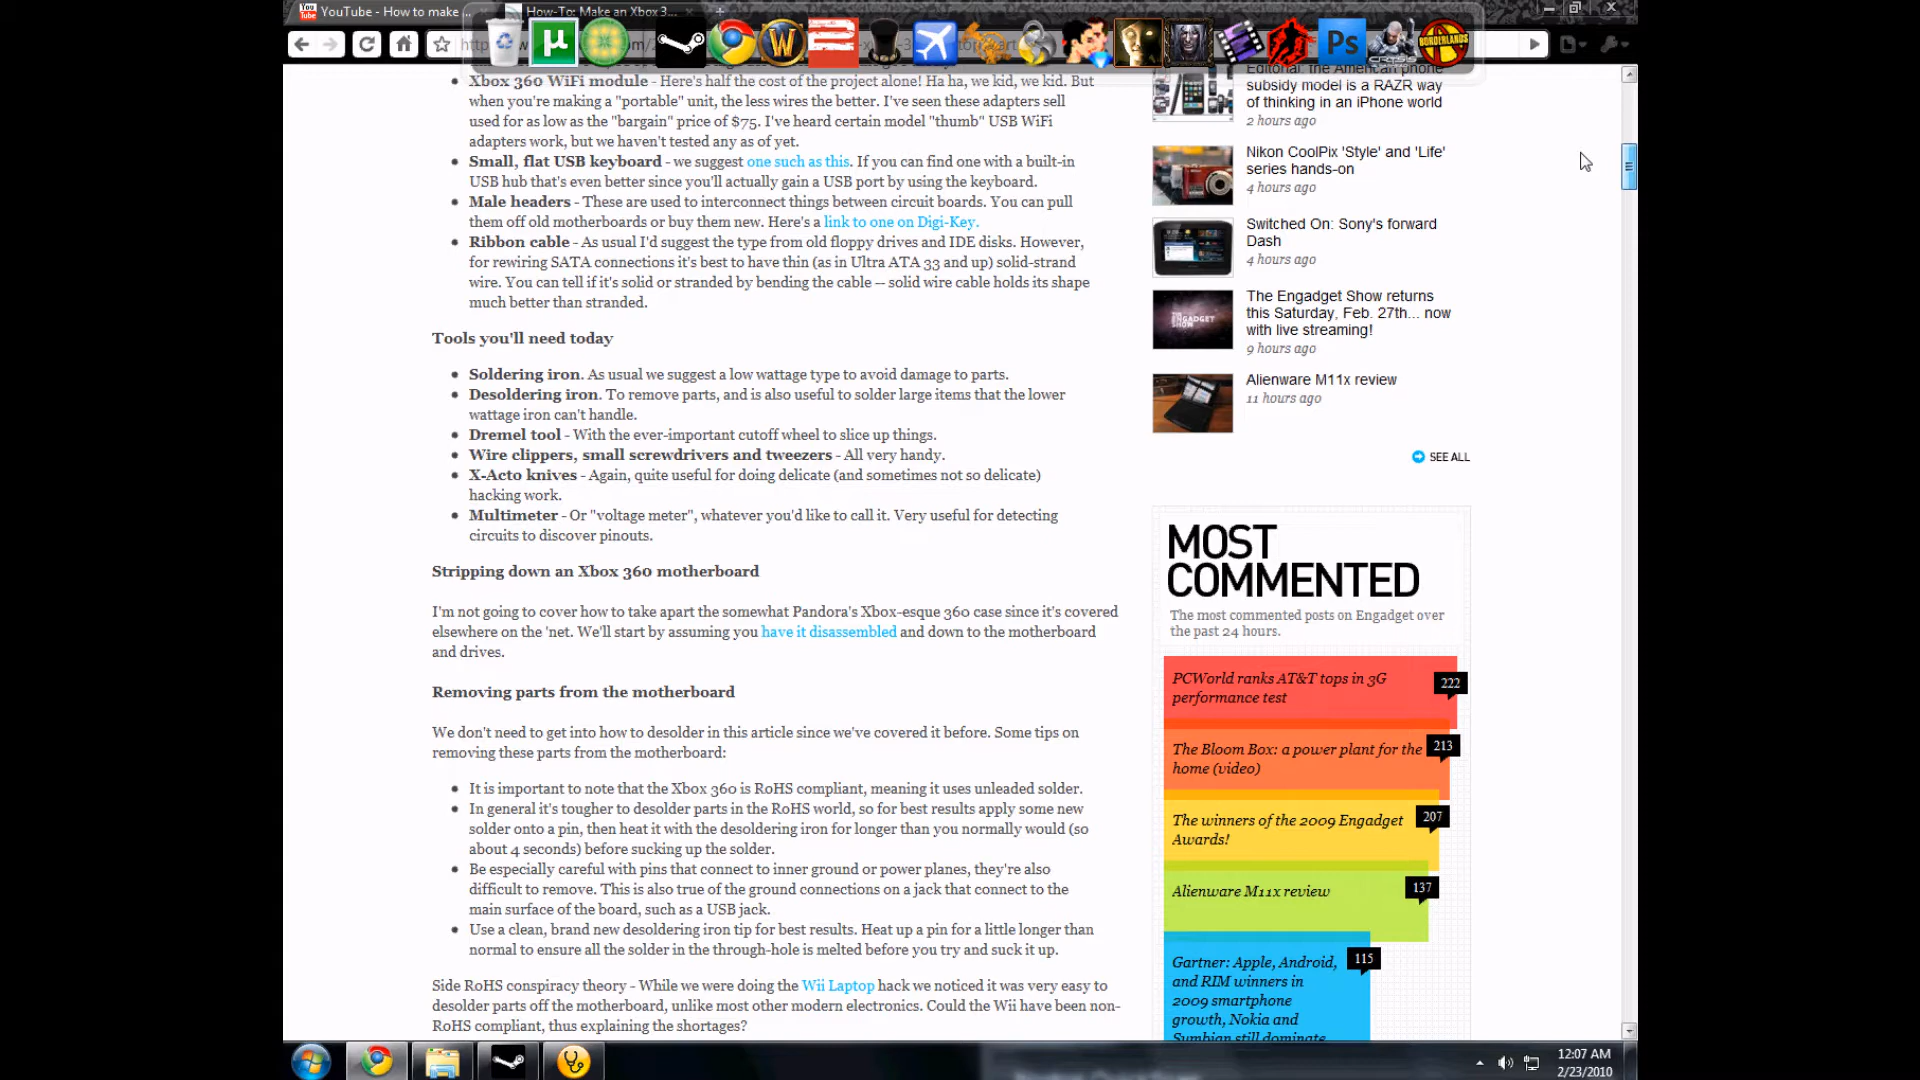 YouTube - How to make ...
How-To: Make an Xbox 3...
Xbox 360 WiFi module - Here's half the cost of the project alone! Ha ha, we kid, we kid. But
when you're making a "portable" unit, the less wires the better. I've seen these adapters sell
used for as low as the "bargain" price of $75. I've heard certain model "thumb" USB WiFi
adapters work, but we haven't tested any as of yet.
Small, flat USB keyboard - we suggest one such as this. If you can find one with a built-in
USB hub that's even better since you'll actually gain a USB port by using the keyboard.
Male headers - These are used to interconnect things between circuit boards. You can pull
them off old motherboards or buy them new. Here's a link to one on Digi-Key.
Ribbon cable - As usual I'd suggest the type from old floppy drives and IDE disks. However,
for rewiring SATA connections it's best to have thin (as in Ultra ATA 33 and up) solid-strand
wire. You can tell if it's solid or stranded by bending the cable -- solid wire cable holds its shape
much better than stranded.
Tools you'll need today
Soldering iron. As usual we suggest a low wattage type to avoid damage to parts.
Desoldering iron. To remove parts, and is also useful to solder large items that the lower
wattage iron can't handle.
Dremel tool - With the ever-important cutoff wheel to slice up things.
Wire clippers, small screwdrivers and tweezers - All very handy.
X-Acto knives - Again, quite useful for doing delicate (and sometimes not so delicate)
hacking work.
Multimeter - Or "voltage meter", whatever you'd like to call it. Very useful for detecting
circuits to discover pinouts.
Stripping down an Xbox 360 motherboard
I'm not going to cover how to take apart the somewhat Pandora's Xbox-esque 360 case since it's covered
elsewhere on the 'net. We'll start by assuming you have it disassembled and down to the motherboard
and drives.
Removing parts from the motherboard
We don't need to get into how to desolder in this article since we've covered it before. Some tips on
removing these parts from the motherboard:
It is important to note that the Xbox 360 is RoHS compliant, meaning it uses unleaded solder.
In general it's tougher to desolder parts in the RoHS world, so for best results apply some new
solder onto a pin, then heat it with the desoldering iron for longer than you normally would (so
about 4 seconds) before sucking up the solder.
Be especially careful with pins that connect to inner ground or power planes, they're also
difficult to remove. This is also true of the ground connections on a jack that connect to the
main surface of the board, such as a USB jack.
Use a clean, brand new desoldering iron tip for best results. Heat up a pin for a little longer than
normal to ensure all the solder in the through-hole is melted before you try and suck it up.
Side RoHS conspiracy theory - While we were doing the Wii Laptop hack we noticed it was very easy to
desolder parts off the motherboard, unlike most other modern electronics. Could the Wii have been non-
RoHS compliant, thus explaining the shortages?
Editorial: the American phone
subsidy model is a RAZR way
of thinking in an iPhone world
2 hours ago
Nikon CoolPix 'Style' and 'Life'
series hands-on
4 hours ago
Switched On: Sony's forward
Dash
4 hours ago
THE
ENGADGET
SHOW
The Engadget Show returns
this Saturday, Feb. 27th... now
with live streaming!
9 hours ago
Alienware M11x review
11 hours ago
SEE ALL
MOST
COMMENTED
The most commented posts on Engadget over
the past 24 hours.
PCWorld ranks AT&T tops in 3G
performance test
222
The Bloom Box: a power plant for the
home (video)
213
The winners of the 2009 Engadget
Awards!
207
Alienware M11x review
137
Gartner: Apple, Android,
and RIM winners in
2009 smartphone
growth, Nokia and
Symbian still dominate
115
µ
W
Ps
CRYSIS
BORDERLANDS
12:07 AM
2/23/2010